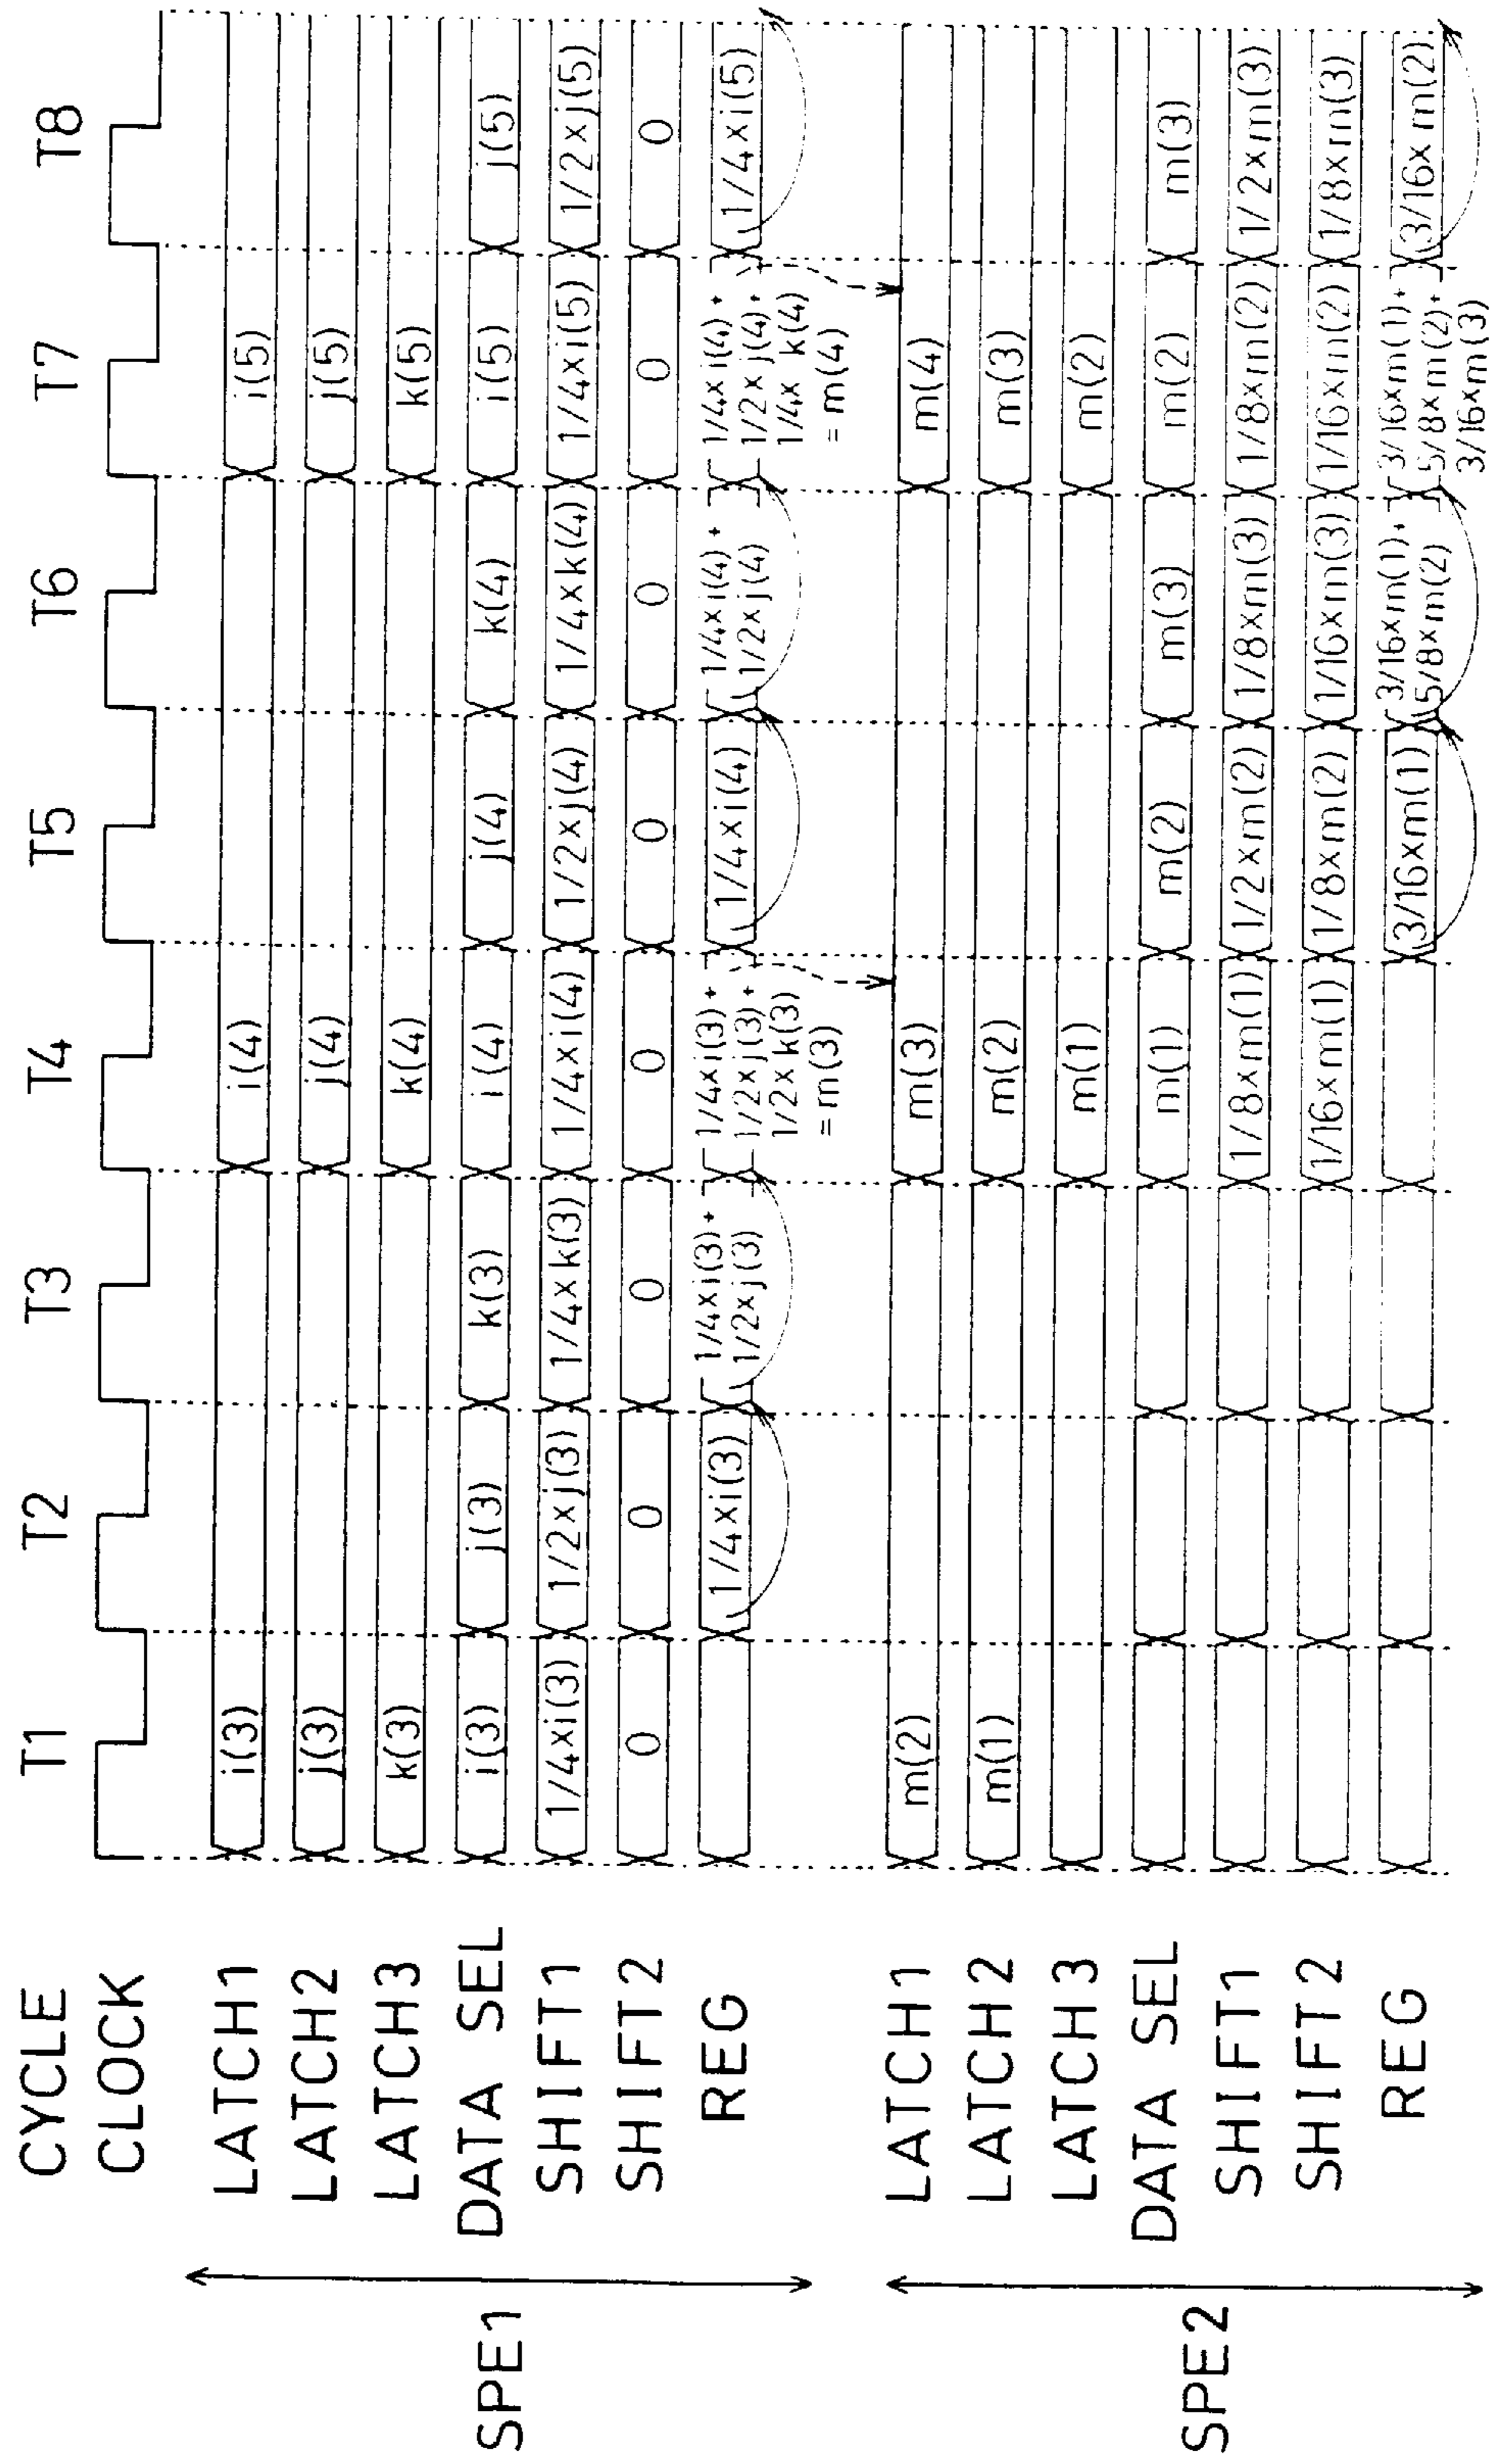 CYCLE T1 T2 T3 T4 T5 T6 T7 T8
CLOCK
SPE1
LATCH1 i(3) i(4) i(5)
LATCH2 j(3) j(4) j(5)
LATCH3 k(3) k(4) k(5)
DATA SEL i(3) j(3) k(3) i(4) j(4) k(4) i(5) j(5)
SHIFT1 1/4×i(3) 1/2×j(3) 1/4×k(3) 1/4×i(4) 1/2×j(4) 1/4×k(4) 1/4×i(5) 1/2×j(5)
SHIFT2 0 0 0 0 0 0 0 0
REG 1/4×i(3) 1/4×i(3)+ 1/2×j(3) 1/4×i(3)+ 1/2×j(3)+ 1/2×k(3) =m(3) 1/4×i(4) 1/4×i(4)+ 1/2×j(4) 1/4×i(4)+ 1/2×j(4)+ 1/4×k(4) =m(4) 1/4×i(5)
SPE2
LATCH1 m(2) m(3) m(4)
LATCH2 m(1) m(2) m(3)
LATCH3 m(1) m(2)
DATA SEL m(1) m(2) m(3) m(2) m(3)
SHIFT1 1/8×m(1) 1/2×m(2) 1/8×m(3) 1/8×m(2) 1/2×m(3)
SHIFT2 1/16×m(1) 1/8×m(2) 1/16×m(3) 1/16×m(2) 1/8×m(3)
REG 3/16×m(1) 3/16×m(1)+ 5/8×m(2) 3/16×m(1)+ 5/8×m(2)+ 3/16×m(3) 3/16×m(2)